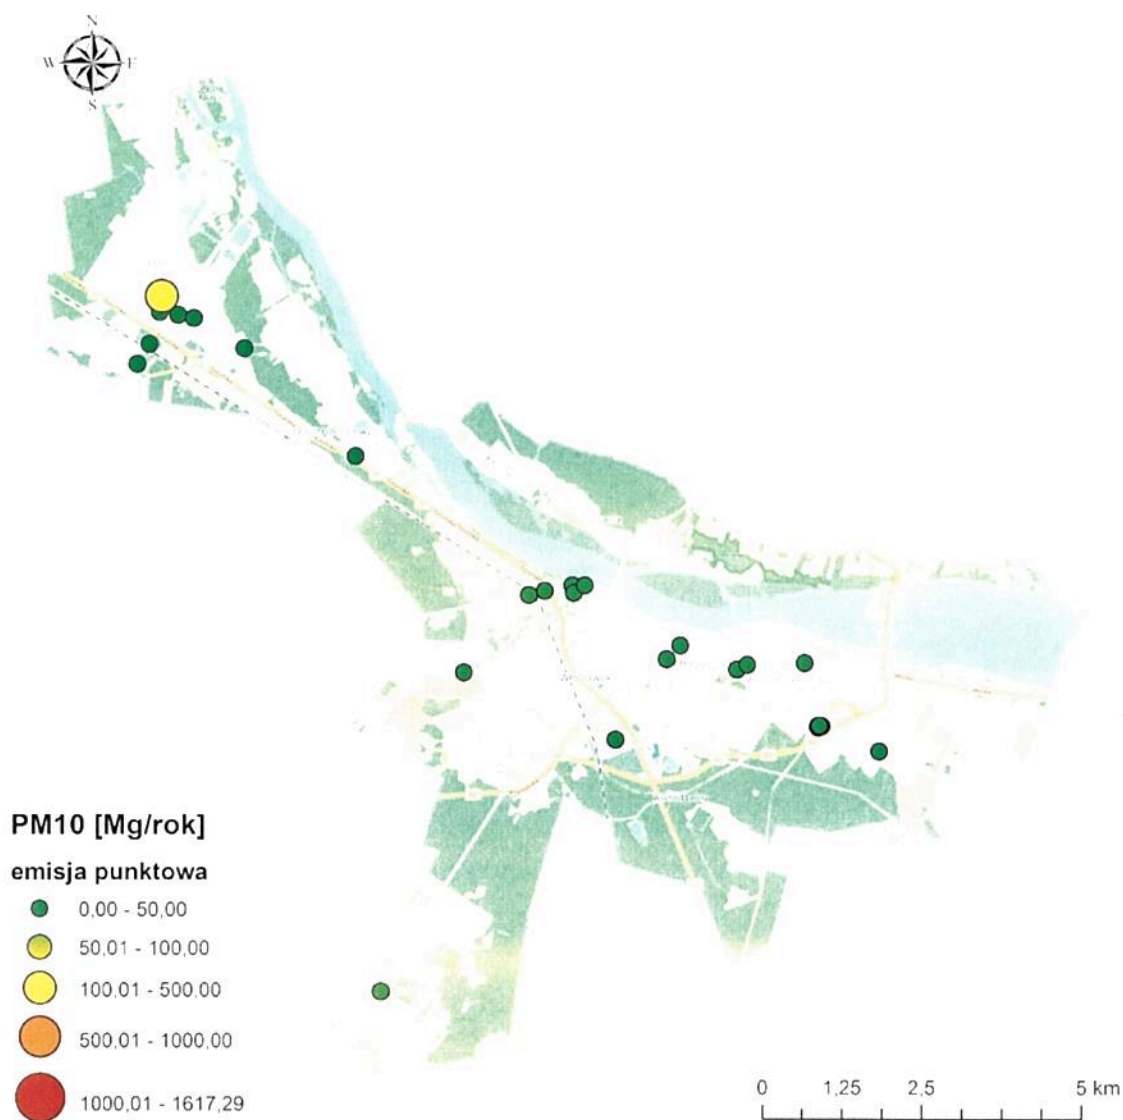 N
W E
S
PM10 [Mg/rok]
emisja punktowa
0,00 - 50,00
50,01 - 100,00
100,01 - 500,00
500,01 - 1000,00
1000,01 - 1617,29
0 1,25 2,5 5 km